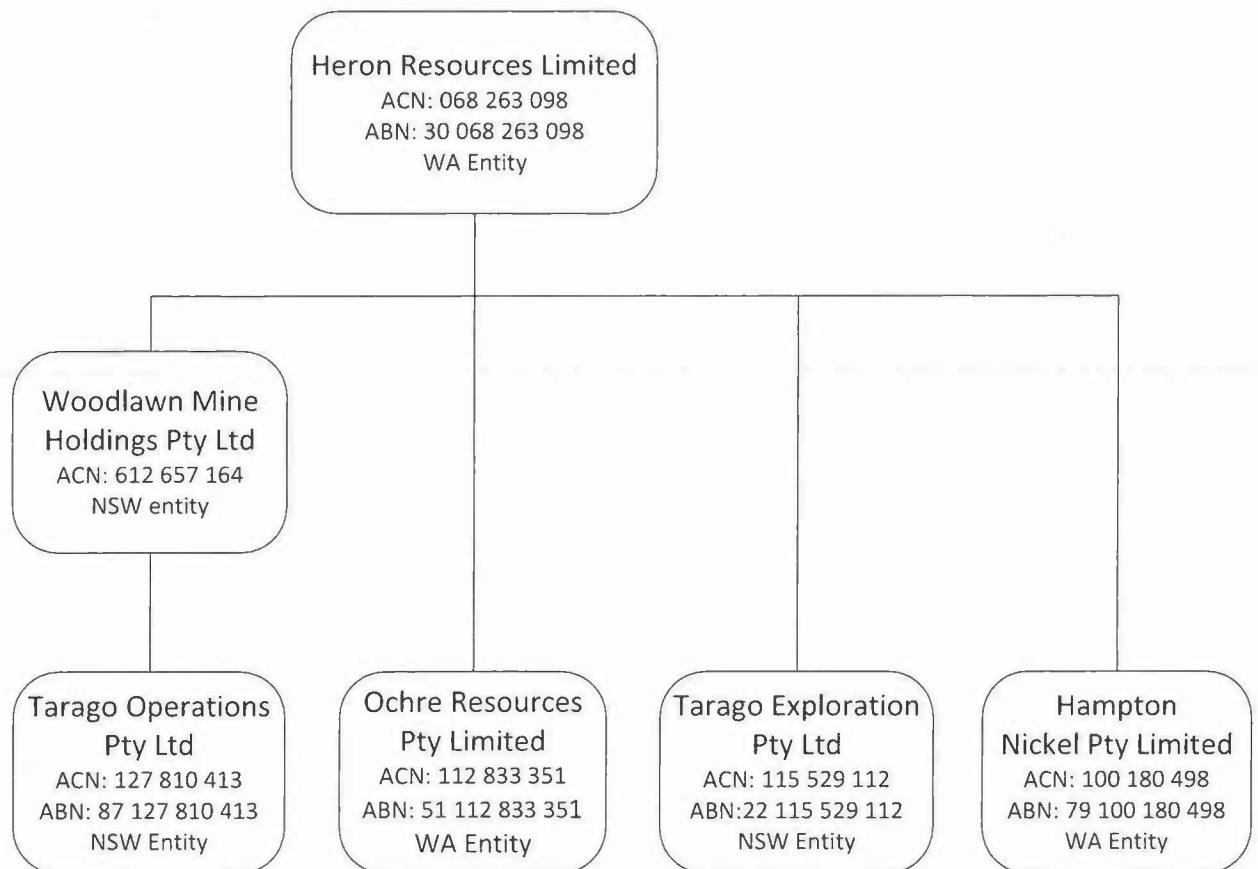 Heron Resources Limited
ACN: 068 263 098
ABN: 30 068 263 098
WA Entity
Woodlawn Mine
Holdings Pty Ltd
ACN: 612 657 164
NSW entity
Tarago Operations
Pty Ltd
ACN: 127 810 413
ABN: 87 127 810 413
NSW Entity
Ochre Resources
Pty Limited
ACN: 112 833 351
ABN: 51 112 833 351
WA Entity
Tarago Exploration
Pty Ltd
ACN: 115 529 112
ABN:22 115 529 112
NSW Entity
Hampton
Nickel Pty Limited
ACN: 100 180 498
ABN: 79 100 180 498
WA Entity